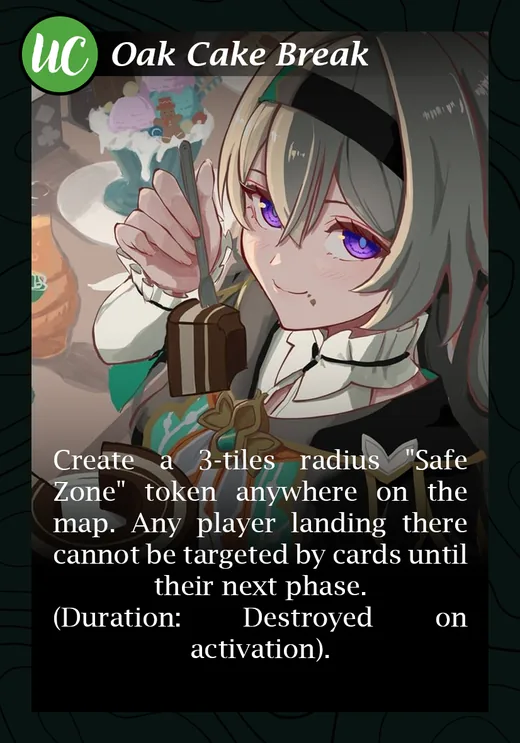 UC Oak Cake Break
Create a 3-tiles radius "Safe
Zone" token anywhere on the
map. Any player landing there
cannot be targeted by cards until
their next phase.
(Duration: Destroyed on
activation).